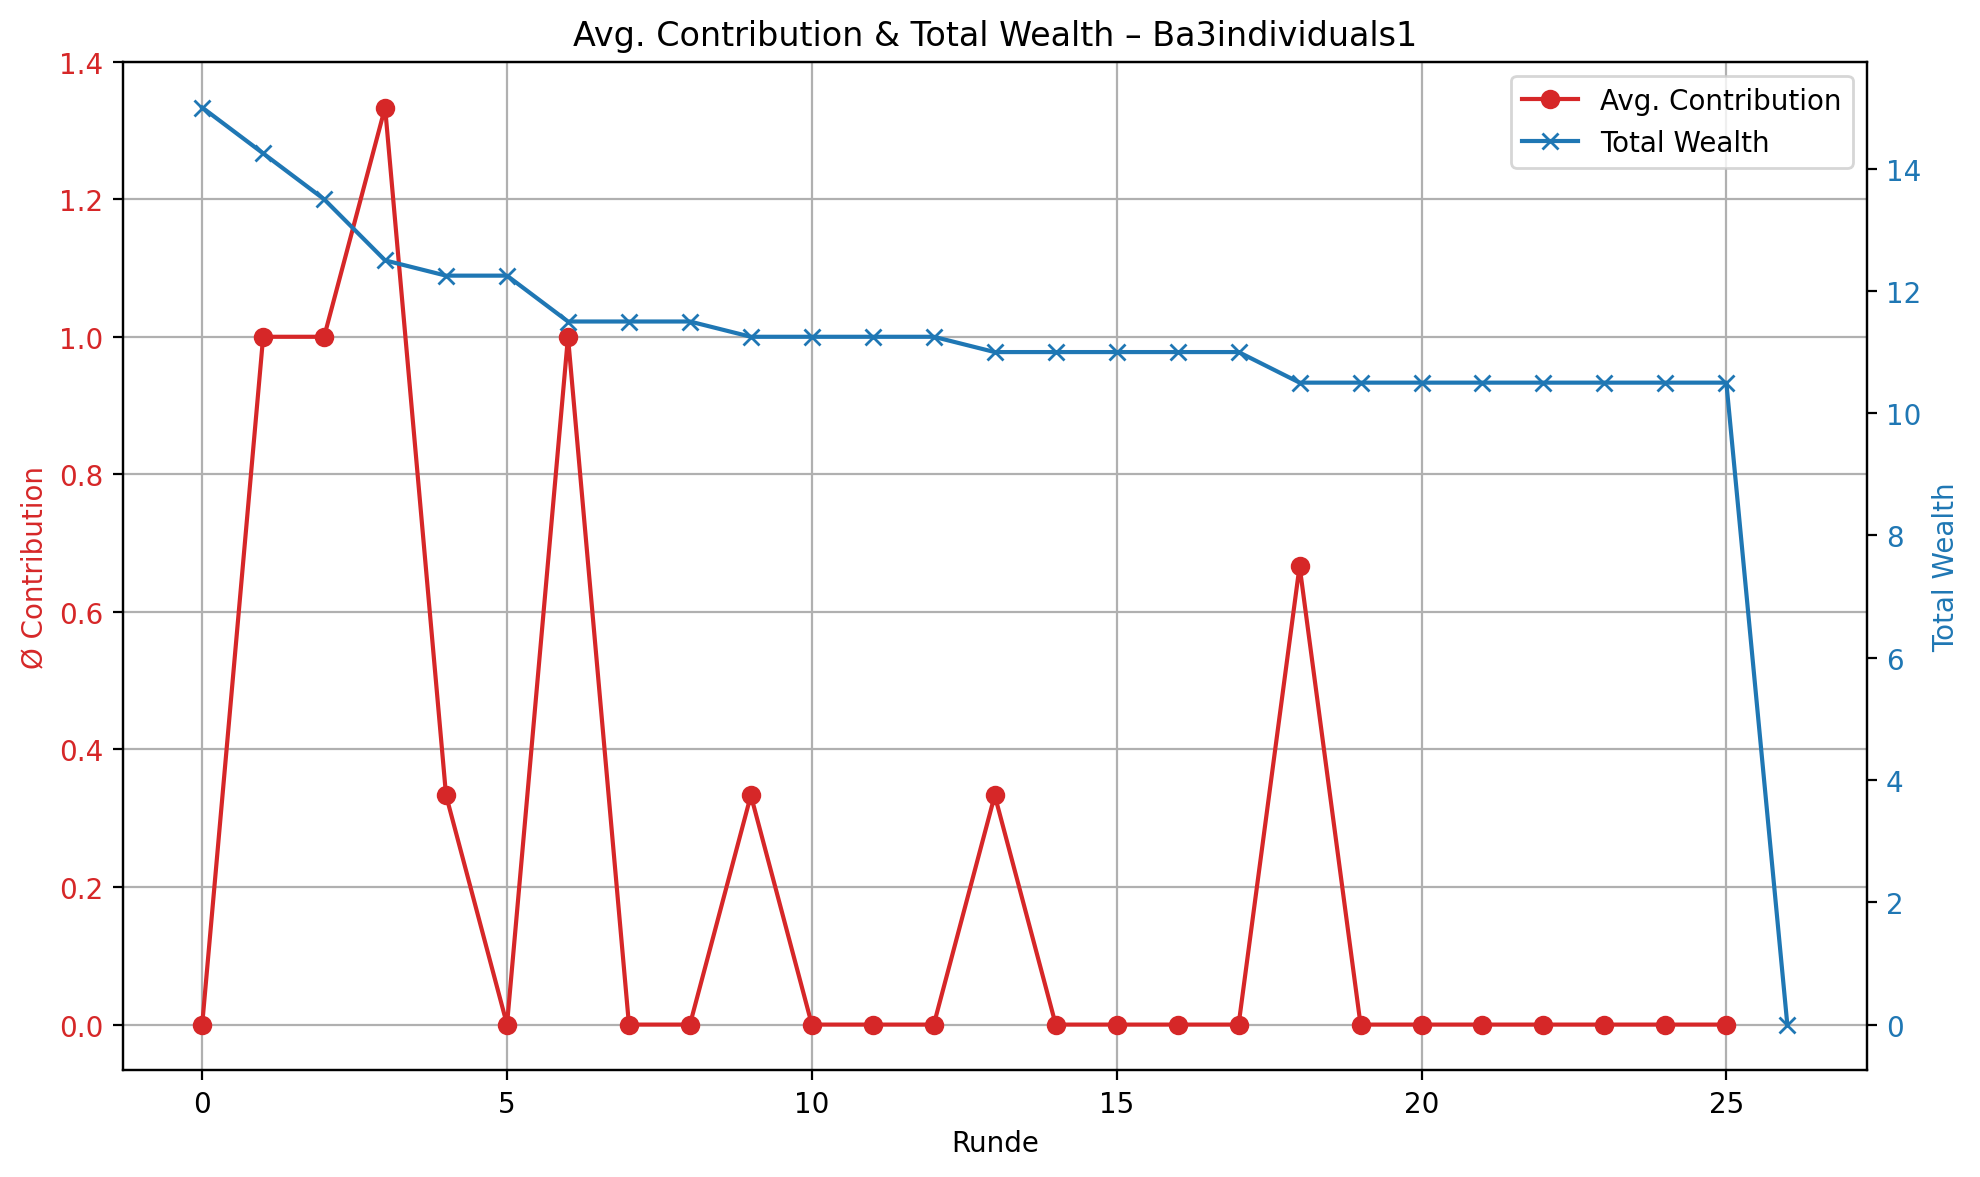 Avg. Contribution & Total Wealth – Ba3individuals1
Avg. Contribution
Total Wealth
1.4
1.2
1.0
0.8
0.6
0.4
0.2
0.0
Ø Contribution
14
12
10
8
6
4
2
0
Total Wealth
0 5 10 15 20 25
Runde